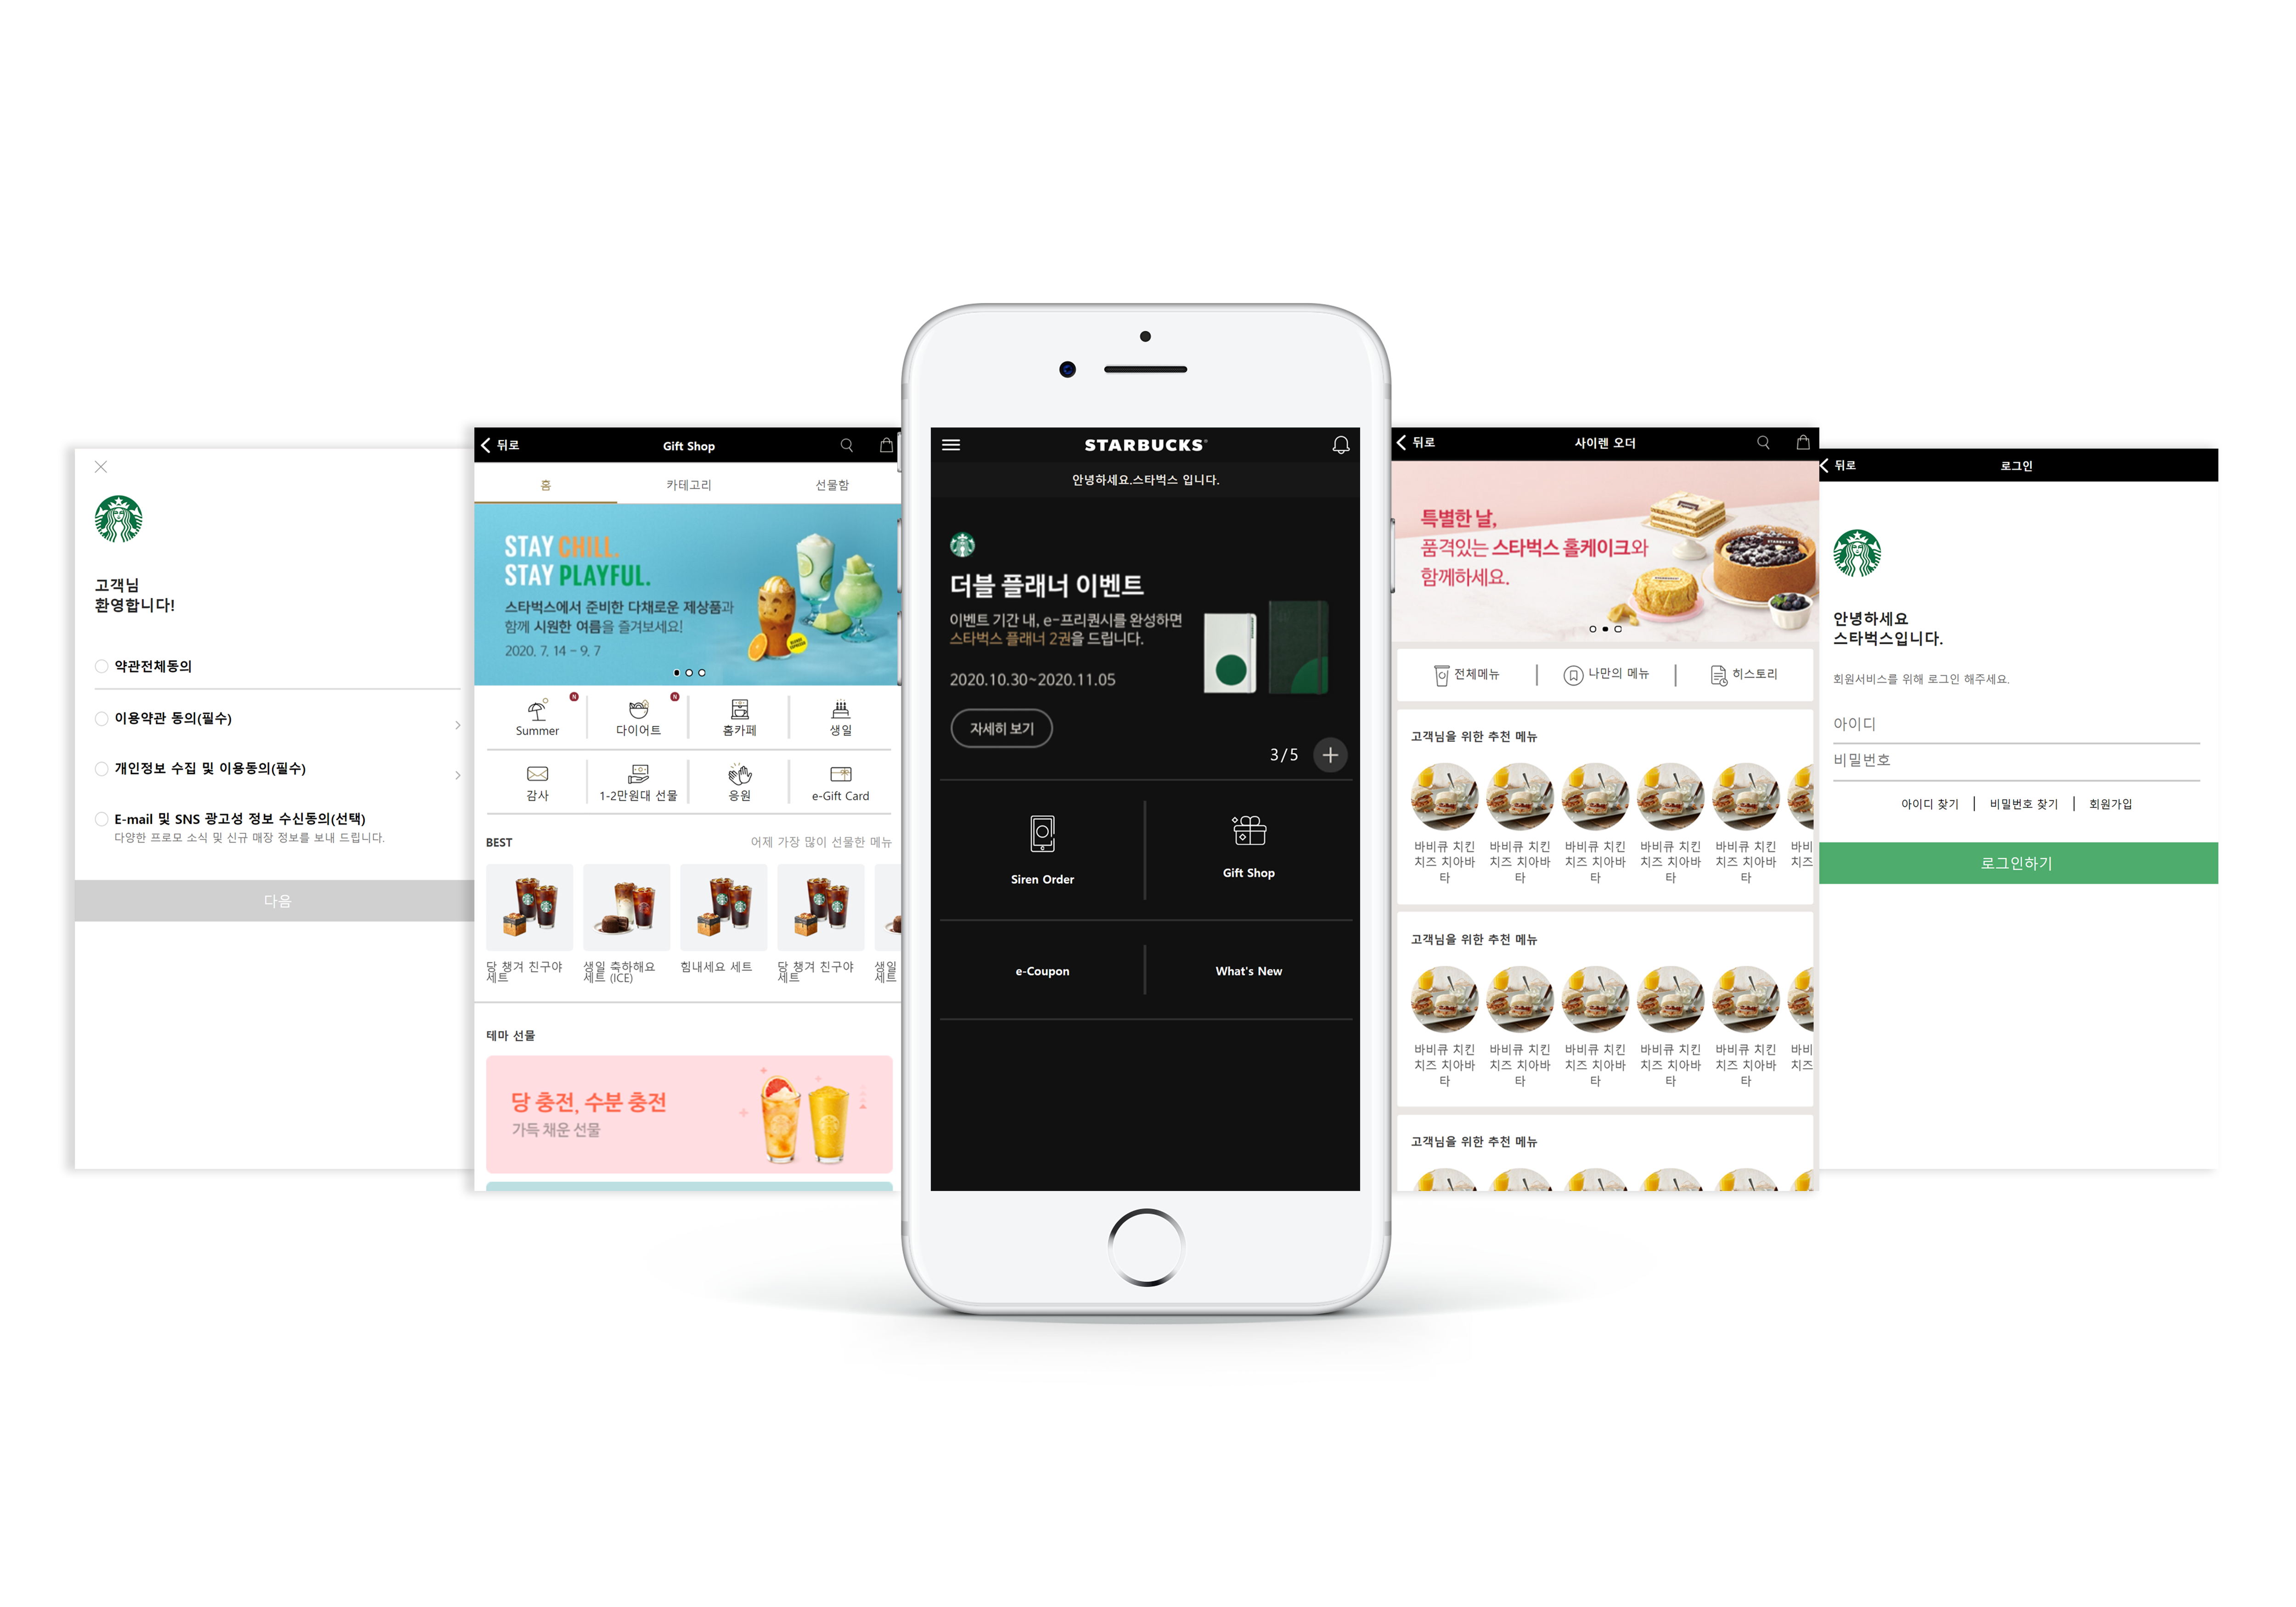 고객님
환영합니다!
약관전체동의
이용약관 동의(필수)
개인정보 수집 및 이용동의(필수)
E-mail 및 SNS 광고성 정보 수신동의(선택)
다양한 프로모 소식 및 신규 매장 정보를 보내 드립니다.
다음
뒤로
Gift Shop
홈
카테고리
선물함
STAY CHILL.
STAY PLAYFUL.
스타벅스에서 준비한 다채로운 제상품과
함께 시원한 여름을 즐겨보세요!
2020. 7. 14 - 9. 7
N
N
Summer
다이어트
홈카페
생일
감사
1-2만원대 선물
응원
e-Gift Card
BEST
어제 가장 많이 선물한 메뉴
당 챙겨 친구야
세트
생일 축하해요
세트 (ICE)
힘내세요 세트
당 챙겨 친구야
세트
생일
세트
테마 선물
당 충전, 수분 충전
가득 채운 선물
STARBUCKS®
안녕하세요.스타벅스 입니다.
더블 플래너 이벤트
이벤트 기간 내, e-프리퀀시를 완성하면
스타벅스 플래너 2권을 드립니다.
2020.10.30~2020.11.05
자세히 보기
3/5
Siren Order
Gift Shop
e-Coupon
What's New
뒤로
사이렌 오더
특별한 날,
품격있는 스타벅스 홀케이크와
함께하세요.
전체메뉴
나만의 메뉴
히스토리
고객님을 위한 추천 메뉴
바비큐 치킨
치즈 치아바
타
바비큐 치킨
치즈 치아바
타
바비큐 치킨
치즈 치아바
타
바비큐 치킨
치즈 치아바
타
바비큐 치킨
치즈 치아바
타
바비
치즈
고객님을 위한 추천 메뉴
바비큐 치킨
치즈 치아바
타
바비큐 치킨
치즈 치아바
타
바비큐 치킨
치즈 치아바
타
바비큐 치킨
치즈 치아바
타
바비큐 치킨
치즈 치아바
타
바비
치즈
고객님을 위한 추천 메뉴
뒤로
로그인
안녕하세요
스타벅스입니다.
회원서비스를 위해 로그인 해주세요.
아이디
비밀번호
아이디 찾기
비밀번호 찾기
회원가입
로그인하기